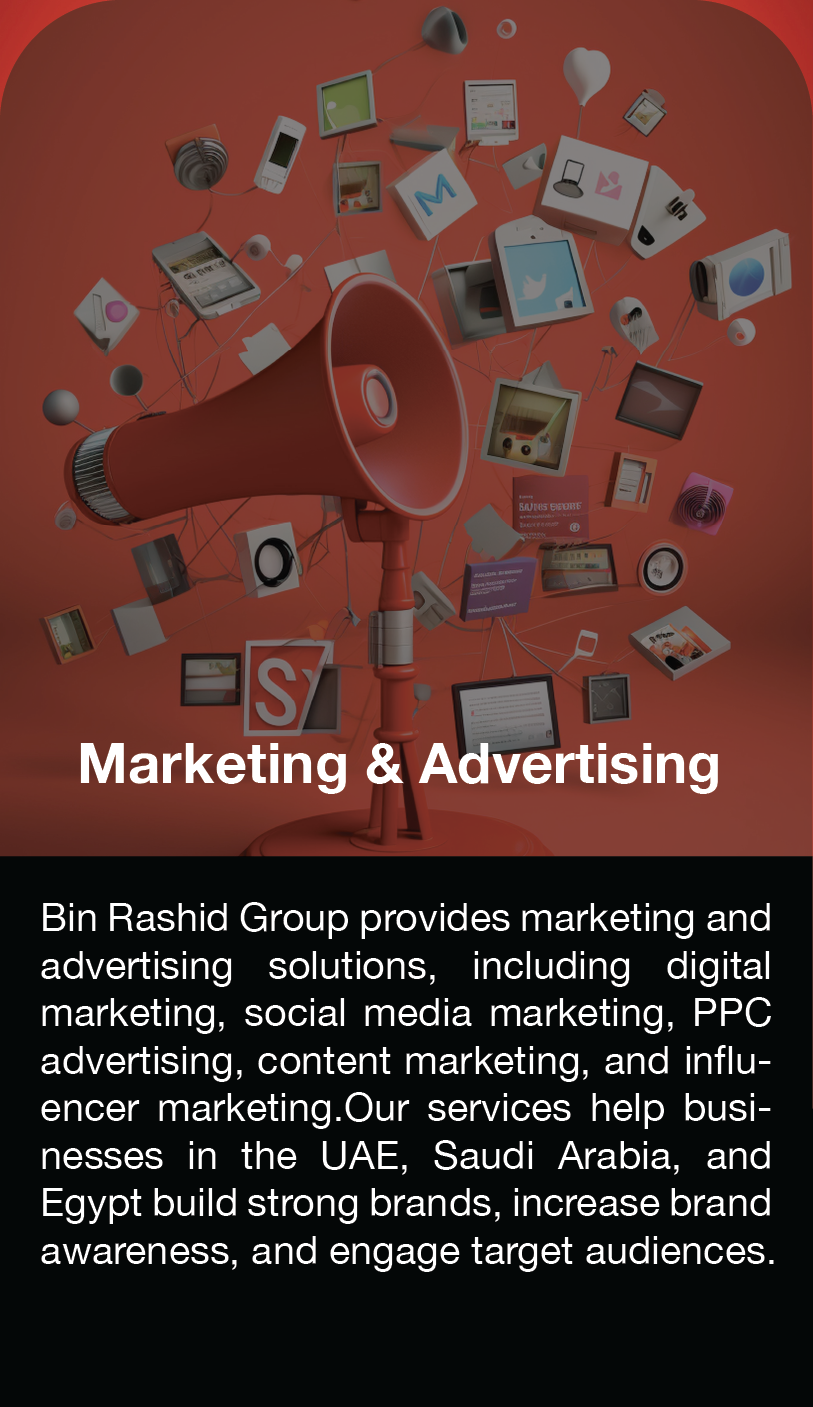 M
S
Marketing & Advertising
Bin Rashid Group provides marketing and
advertising solutions, including digital
marketing, social media marketing, PPC
advertising, content marketing, and influ-
encer marketing.Our services help busi-
nesses in the UAE, Saudi Arabia, and
Egypt build strong brands, increase brand
awareness, and engage target audiences.